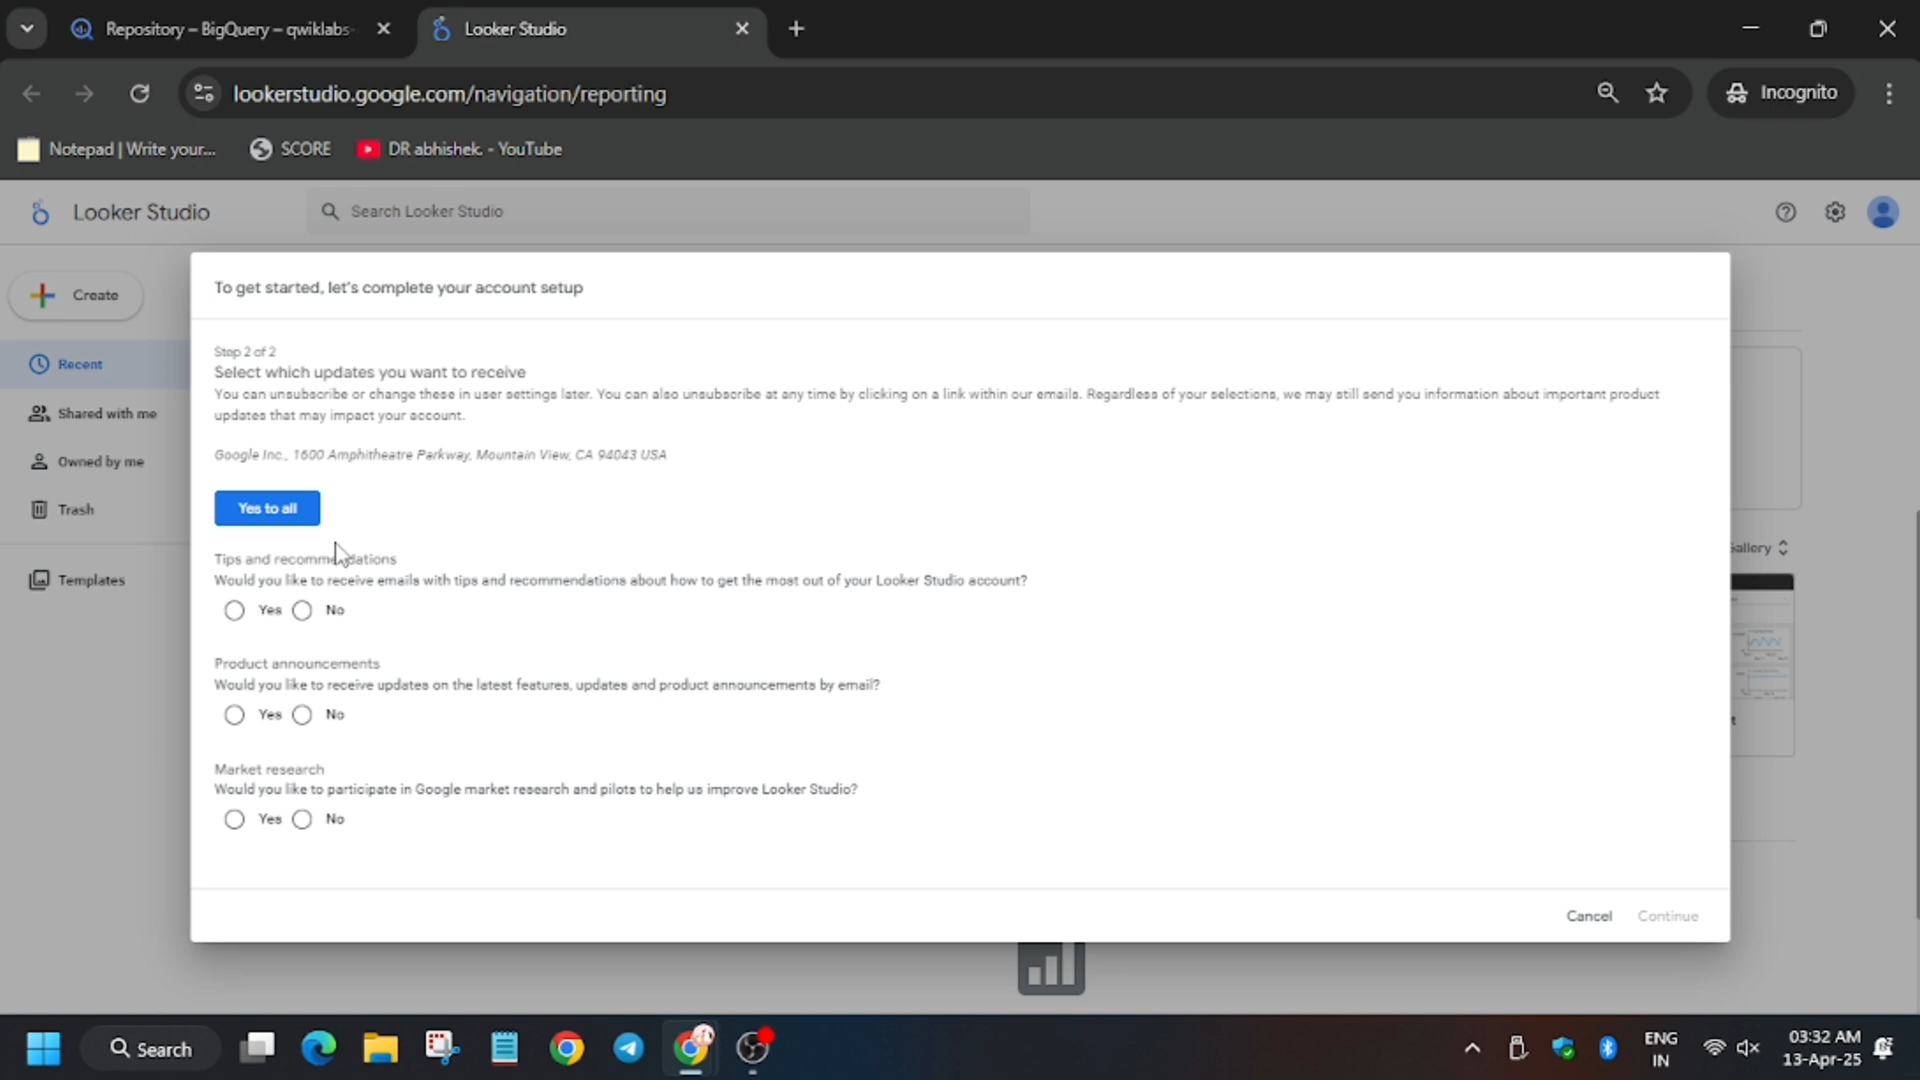 Repository – BigQuery – qwiklabs-
Looker Studio
lookerstudio.google.com/navigation/reporting
Incognito
Notepad | Write your...
SCORE
DR abhishek. - YouTube
Looker Studio
Search Looker Studio
Create
Recent
Shared with me
Owned by me
Trash
Templates
To get started, let's complete your account setup
Step 2 of 2
Select which updates you want to receive
You can unsubscribe or change these in user settings later. You can also unsubscribe at any time by clicking on a link within our emails. Regardless of your selections, we may still send you information about important product
updates that may impact your account.
Google Inc., 1600 Amphitheatre Parkway, Mountain View, CA 94043 USA
Yes to all
Tips and recommendations
Would you like to receive emails with tips and recommendations about how to get the most out of your Looker Studio account?
Yes No
Product announcements
Would you like to receive updates on the latest features, updates and product announcements by email?
Yes No
Market research
Would you like to participate in Google market research and pilots to help us improve Looker Studio?
Yes No
Cancel Continue
Search
ENG
IN
03:32 AM
13-Apr-25